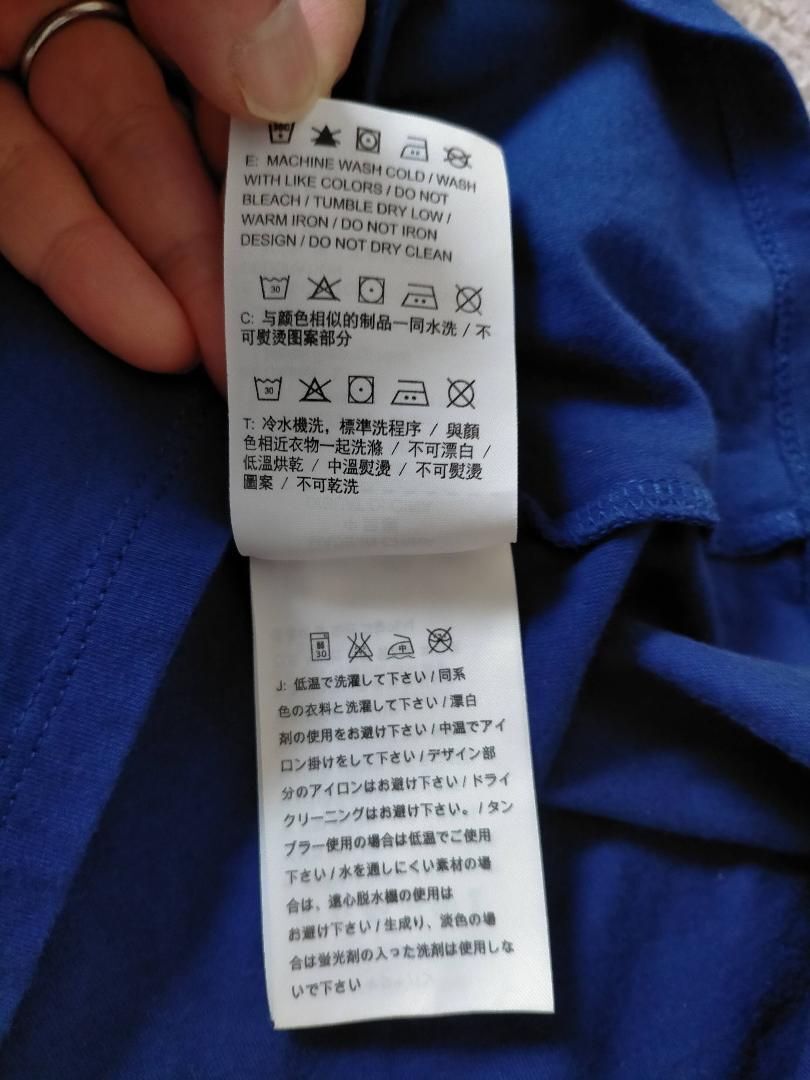 E: MACHINE WASH COLD / WASH
WITH LIKE COLORS / DO NOT
BLEACH / TUMBLE DRY LOW /
WARM IRON / DO NOT IRON
DESIGN / DO NOT DRY CLEAN
30
C: 与颜色相似的制品一同水洗 / 不
可熨烫图案部分
30
T: 冷水機洗，標準洗程序 / 與顏
色相近衣物一起洗滌 / 不可漂白 /
低溫烘乾 / 中溫熨燙 / 不可熨燙
圖案 / 不可乾洗
弱 中
30
J: 低温で洗濯して下さい / 同系
色の衣料と洗濯して下さい / 漂白
剤の使用をお避け下さい / 中温でアイ
ロン掛けをして下さい / デザイン部
分のアイロンはお避け下さい / ドライ
クリーニングはお避け下さい。 / タン
ブラー使用の場合は低温でご使用
下さい / 水を通しにくい素材の場
合は、遠心脱水機の使用は
お避け下さい / 生成り、淡色の場
合は蛍光剤の入った洗剤は使用しな
いで下さい